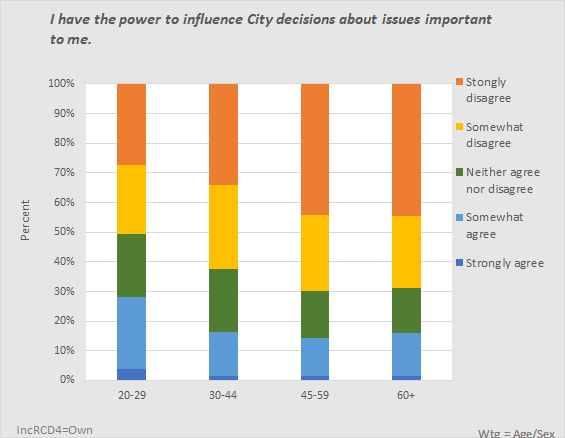 I have the power to influence City decisions about issues important
to me.
100%
90%
80%
70%
60%
50%
40%
30%
20%
10%
0%
Percent
20-29
30-44
45-59
60+
Stongly
disagree
Somewhat
disagree
Neither agree
nor disagree
Somewhat
agree
Strongly agree
IncRCD4=Own
Wtg = Age/Sex